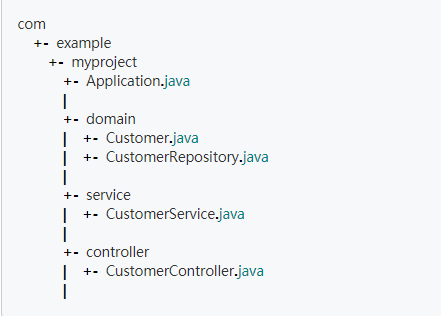 com
+- example
+- myproject
+- Application.java
|
+- domain
| +- Customer.java
| +- CustomerRepository.java
|
+- service
| +- CustomerService.java
|
+- controller
| +- CustomerController.java
|